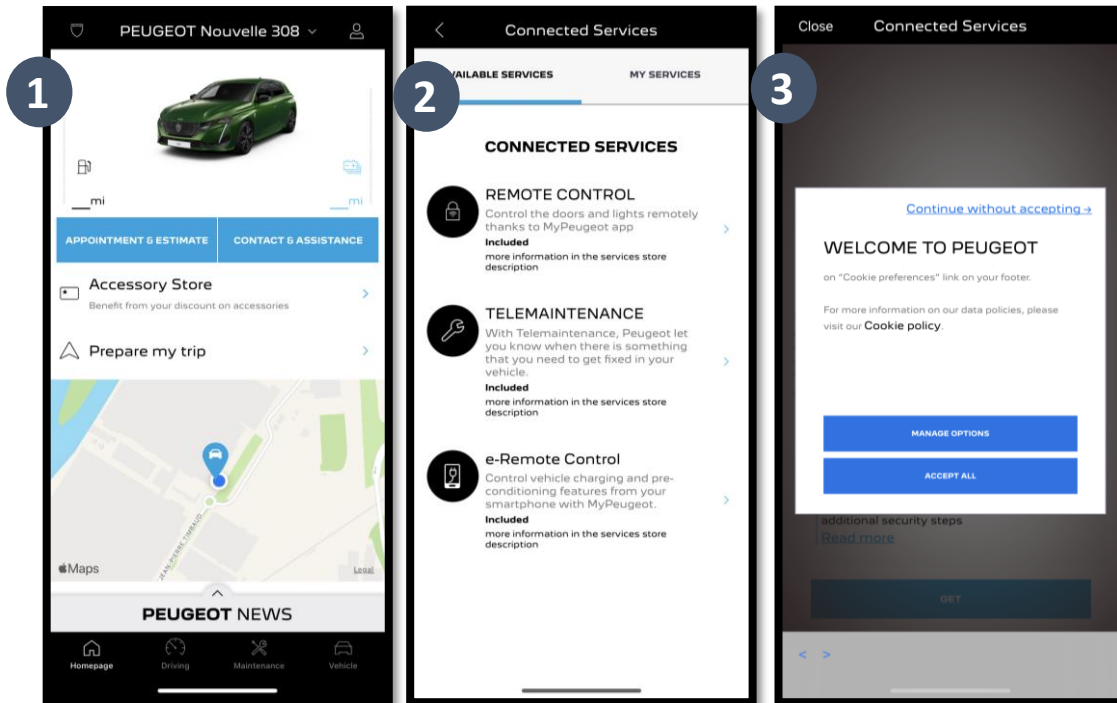 1
PEUGEOT Nouvelle 308
__mi
__mi
APPOINTMENT & ESTIMATE
CONTACT & ASSISTANCE
Accessory Store
Benefit from your discount on accessories
Prepare my trip
JEAN-PIERRE TIMBAUD
Maps
Legal
PEUGEOT NEWS
Homepage
Driving
Maintenance
Vehicle
2
Connected Services
AVAILABLE SERVICES
MY SERVICES
CONNECTED SERVICES
REMOTE CONTROL
Control the doors and lights remotely
thanks to MyPeugeot app
Included
more information in the services store
description
TELEMAINTENANCE
With Telemaintenance, Peugeot let
you know when there is something
that you need to get fixed in your
vehicle.
Included
more information in the services store
description
e-Remote Control
Control vehicle charging and pre-
conditioning features from your
smartphone with MyPeugeot.
Included
more information in the services store
description
3
Close
Connected Services
Continue without accepting →
WELCOME TO PEUGEOT
on "Cookie preferences" link on your footer.
For more information on our data policies, please
visit our Cookie policy.
MANAGE OPTIONS
ACCEPT ALL
additional security steps
Read more
GET
< >